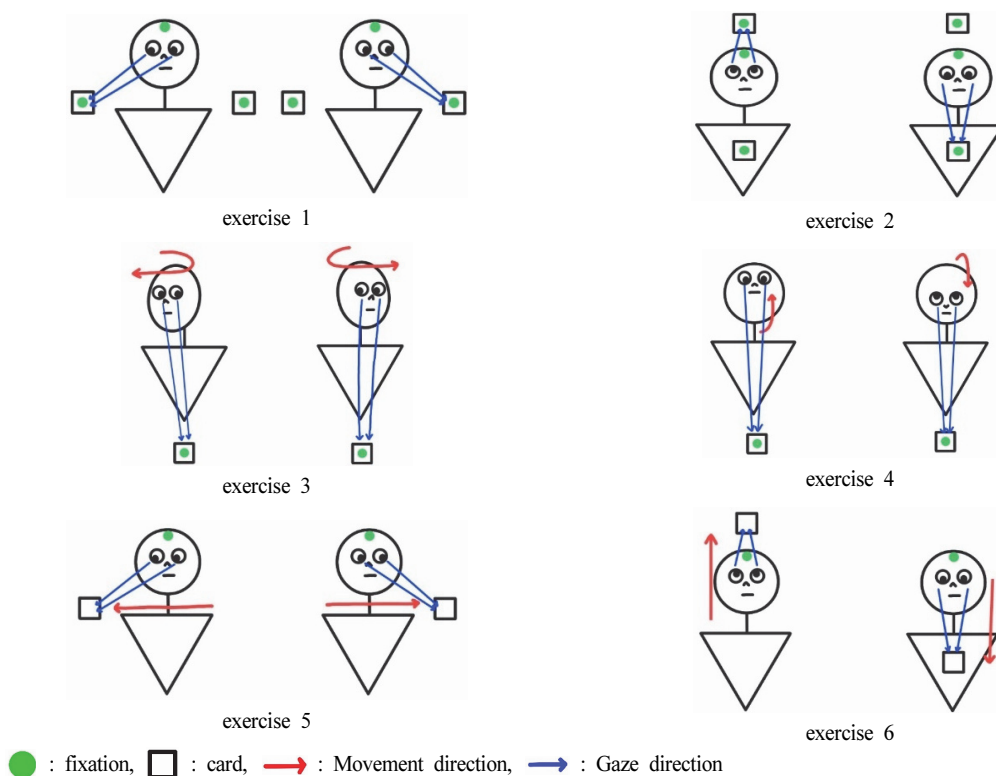 exercise 1
exercise 2
exercise 3
exercise 4
exercise 5
exercise 6
: fixation, : card, : Movement direction, : Gaze direction